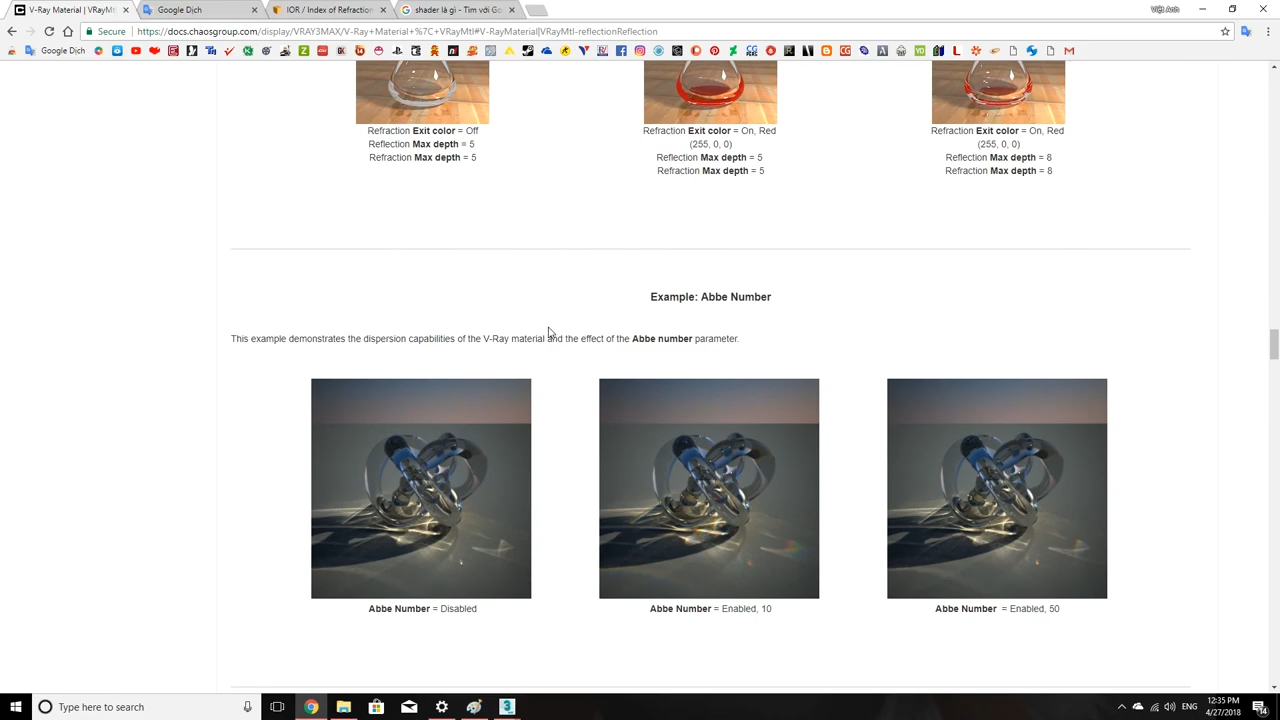 V-Ray Material | VRayMt
Google Dịch
IOR / Index of Refraction
shader là gì - Tìm với Go
Việt Anh
Secure
https://docs.chaosgroup.com/display/VRAY3MAX/V-Ray+Material+%7C+VRayMtl#V-RayMaterial|VRayMtl-reflectionReflection
Google Dịch
Refraction Exit color = Off
Reflection Max depth = 5
Refraction Max depth = 5
Refraction Exit color = On, Red
(255, 0, 0)
Reflection Max depth = 5
Refraction Max depth = 5
Refraction Exit color = On, Red
(255, 0, 0)
Reflection Max depth = 8
Refraction Max depth = 8
Example: Abbe Number
This example demonstrates the dispersion capabilities of the V-Ray material and the effect of the Abbe number parameter.
Abbe Number = Disabled
Abbe Number = Enabled, 10
Abbe Number = Enabled, 50
Type here to search
ENG
12:35 PM
4/27/2018
14